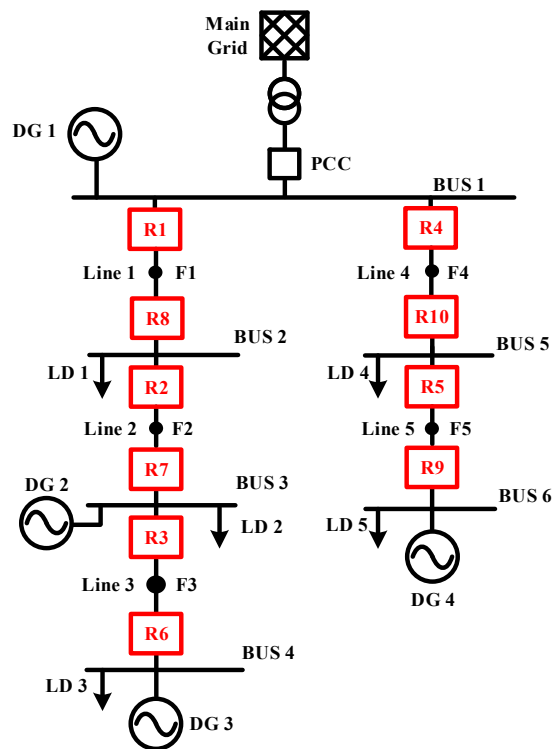 Main
Grid
DG 1
PCC
BUS 1
R1
R4
Line 1
F1
Line 4
F4
R8
R10
BUS 2
BUS 5
LD 1
R2
LD 4
R5
Line 2
F2
Line 5
F5
R7
R9
DG 2
BUS 3
BUS 6
R3
LD 2
LD 5
Line 3
F3
DG 4
R6
BUS 4
LD 3
DG 3